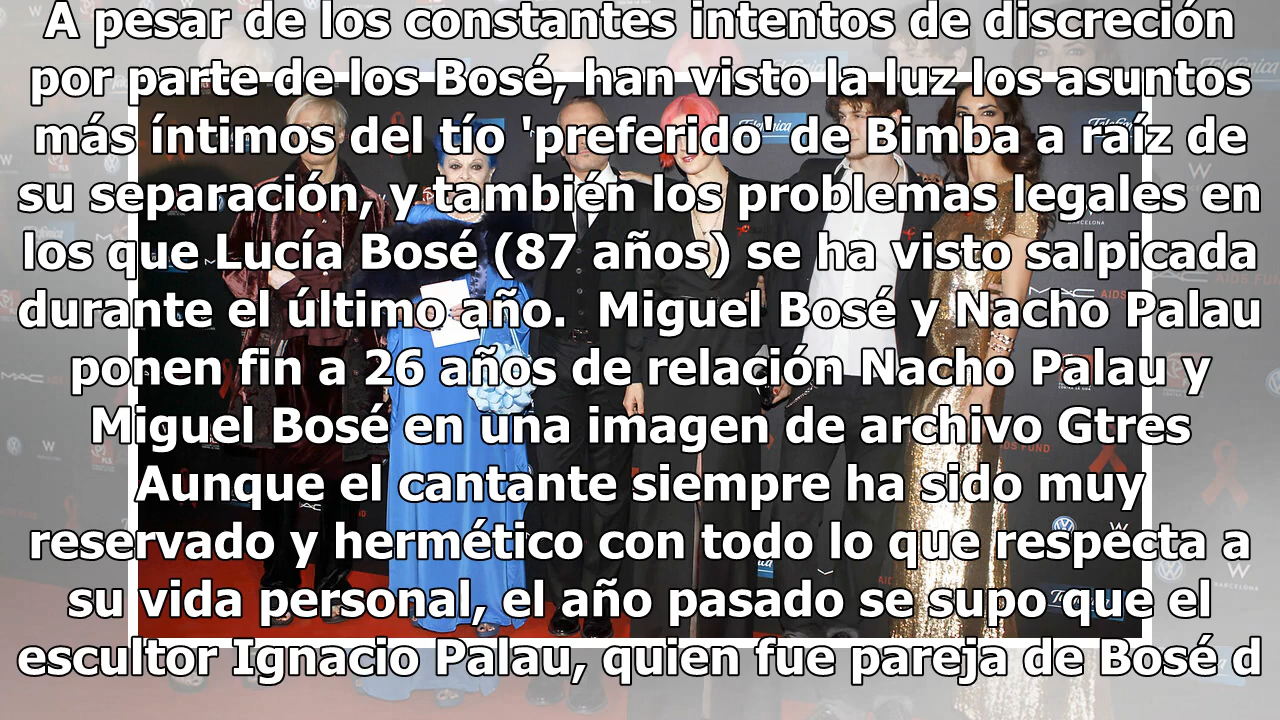 A pesar de los constantes intentos de discreción
por parte de los Bosé, han visto la luz los asuntos
más íntimos del tío 'preferido' de Bimba a raíz de
su separación, y también los problemas legales en
los que Lucía Bosé (87 años) se ha visto salpicada
durante el último año.  Miguel Bosé y Nacho Palau
ponen fin a 26 años de relación Nacho Palau y
Miguel Bosé en una imagen de archivo Gtres
Aunque el cantante siempre ha sido muy
reservado y hermético con todo lo que respecta a
su vida personal, el año pasado se supo que el
escultor Ignacio Palau, quien fue pareja de Bosé d